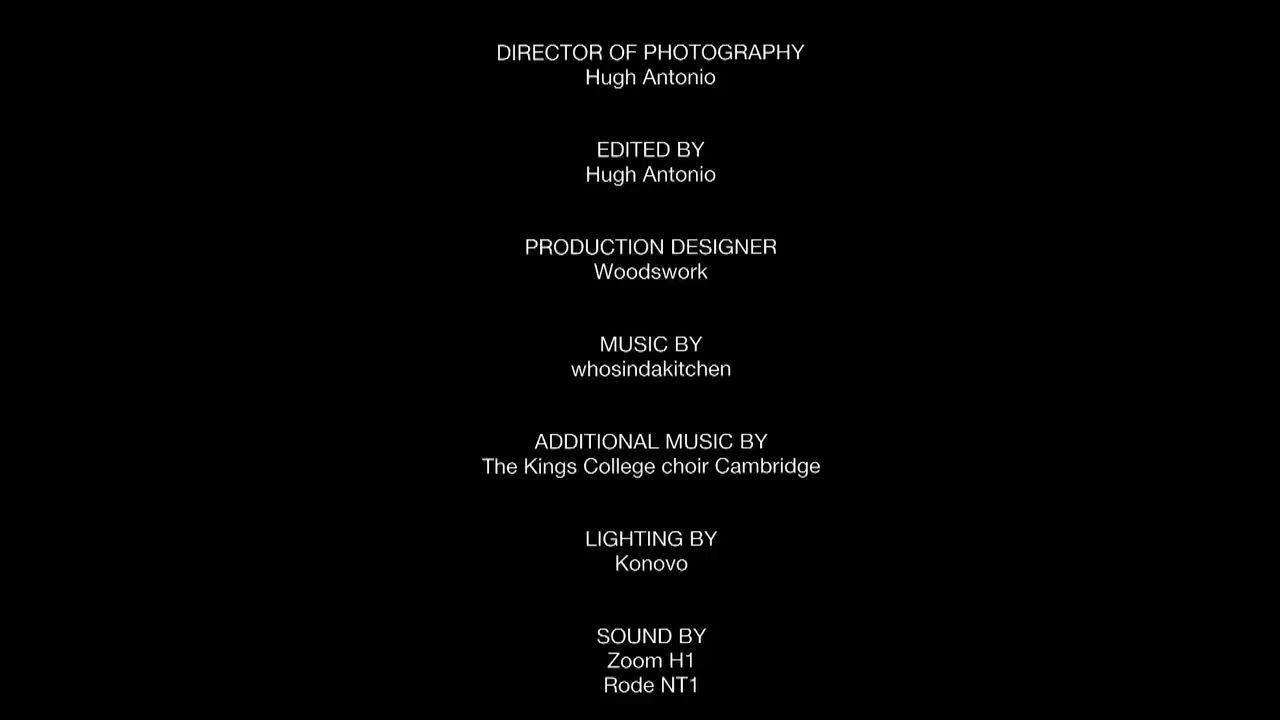 DIRECTOR OF PHOTOGRAPHY
Hugh Antonio
EDITED BY
Hugh Antonio
PRODUCTION DESIGNER
Woodswork
MUSIC BY
whosindakitchen
ADDITIONAL MUSIC BY
The Kings College choir Cambridge
LIGHTING BY
Konovo
SOUND BY
Zoom H1
Rode NT1